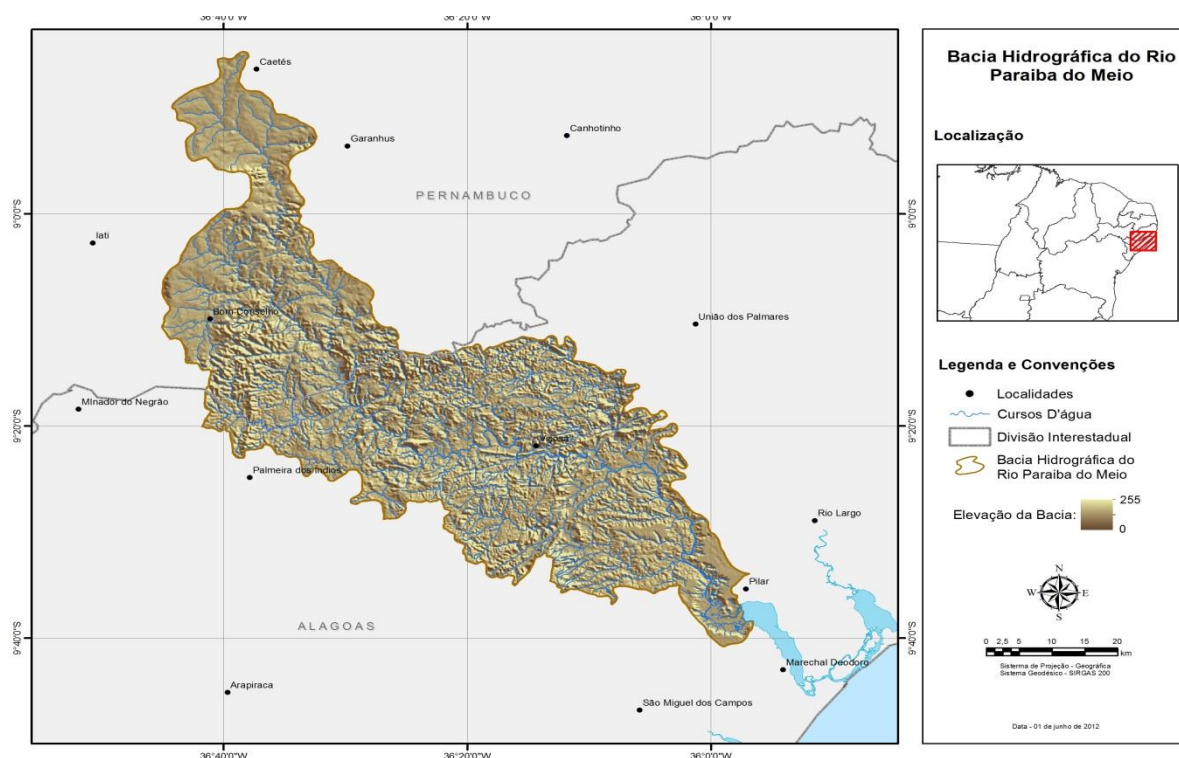 36°40'0"W
36°20'0"W
36°0'0"W
Caetés
Garanhus
Canhotinho
PERNAMBUCO
9°0'0"S
9°0'0"S
Iati
Bom Conselho
União dos Palmares
Minador do Negrão
9°20'0"S
9°20'0"S
Viçosa
Palmeira dos Índios
Rio Largo
Pilar
ALAGOAS
9°40'0"S
9°40'0"S
Marechal Deodoro
Arapiraca
São Miguel dos Campos
36°40'0"W
36°20'0"W
36°0'0"W
Bacia Hidrográfica do Rio
Paraiba do Meio
Localização
Legenda e Convenções
Localidades
Cursos D'água
Divisão Interestadual
Bacia Hidrográfica do
Rio Paraiba do Meio
Elevação da Bacia:
255
0
N
W
E
S
0 2,5 5 10 15 20
km
Sisterma de Projeção - Geográfica
Sistema Geodésico - SIRGAS 200
Data - 01 de junho de 2012